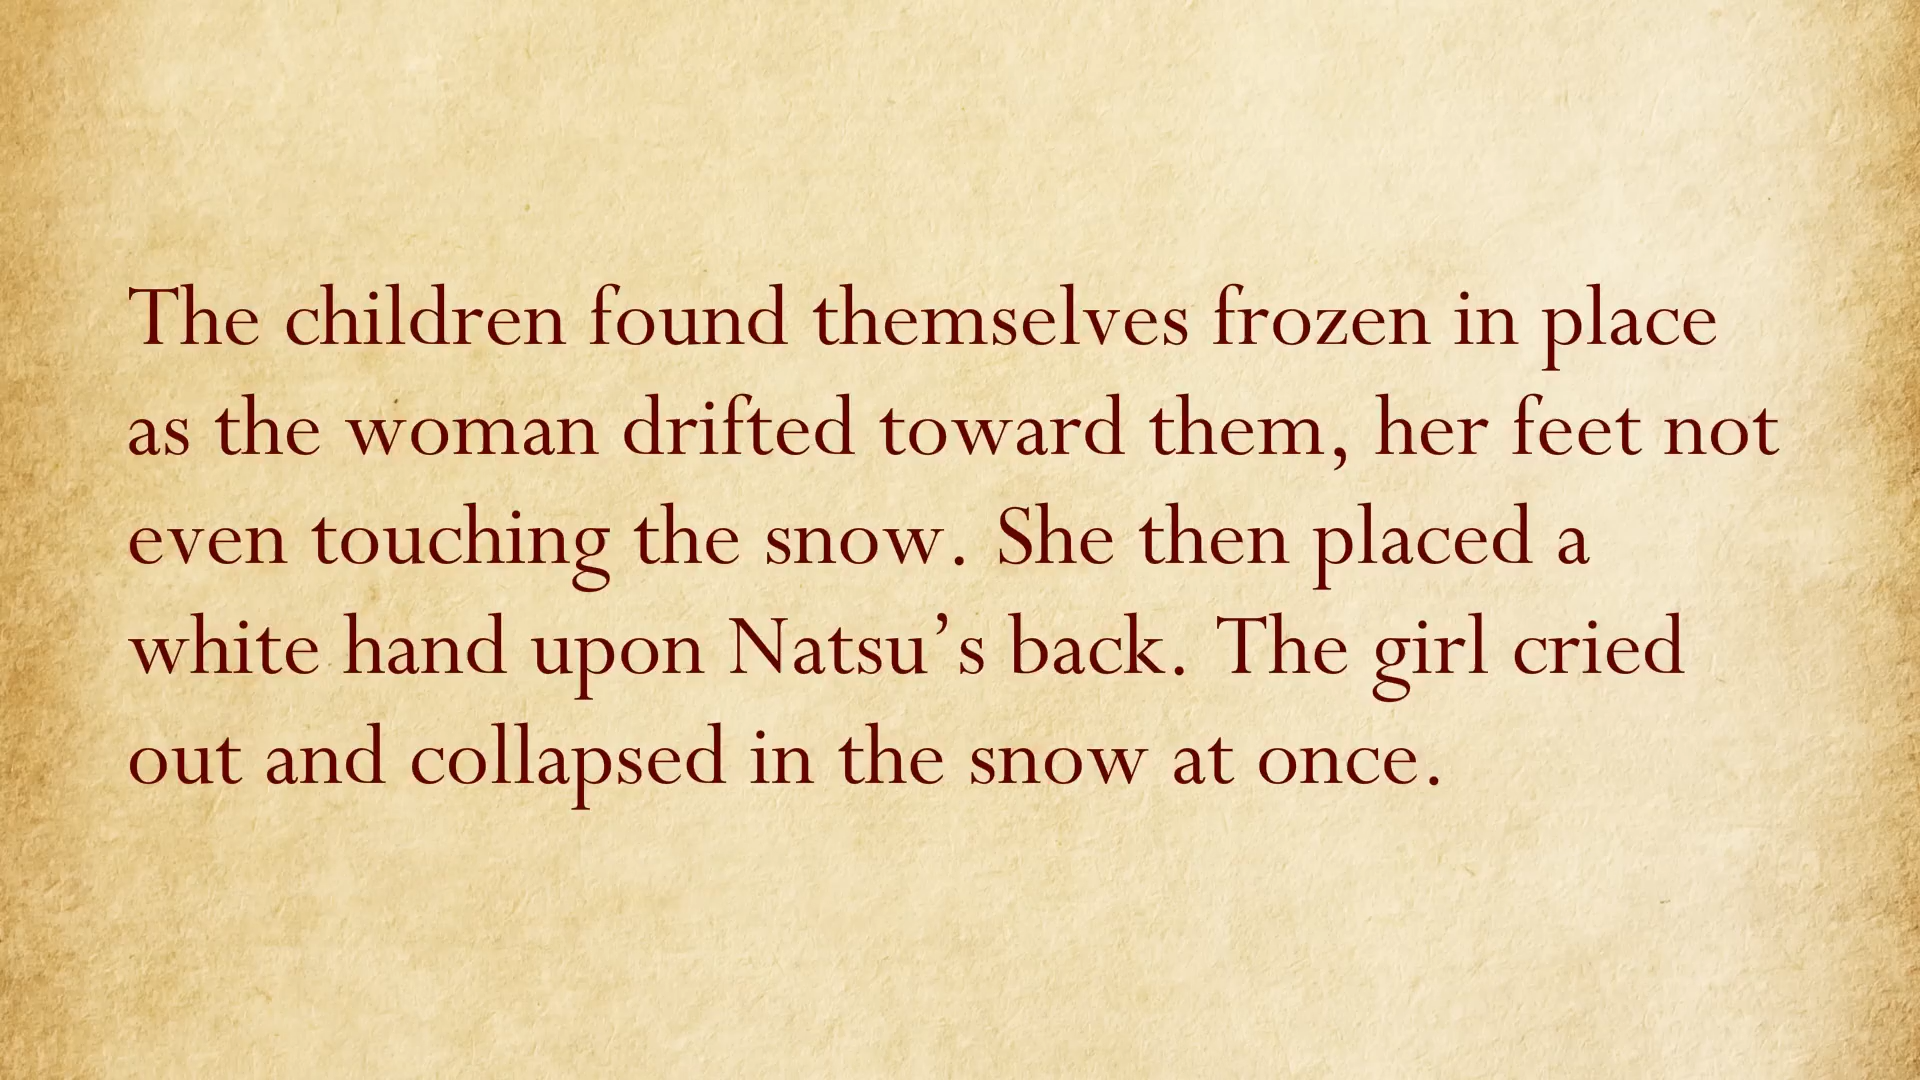 The children found themselves frozen in place
as the woman drifted toward them, her feet not
even touching the snow. She then placed a
white hand upon Natsu’s back. The girl cried
out and collapsed in the snow at once.